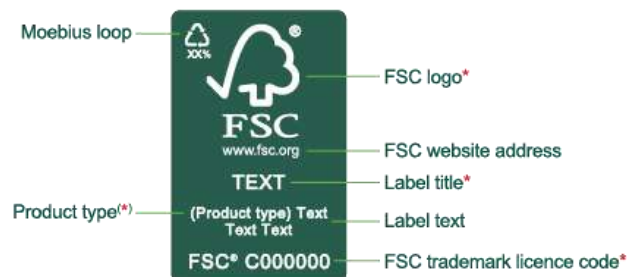 Moebius loop
XX%
®
FSC logo*
FSC
www.fsc.org
FSC website address
TEXT
Label title*
Product type(*)
(Product type) Text
Text Text
Label text
FSC® C000000
FSC trademark licence code*